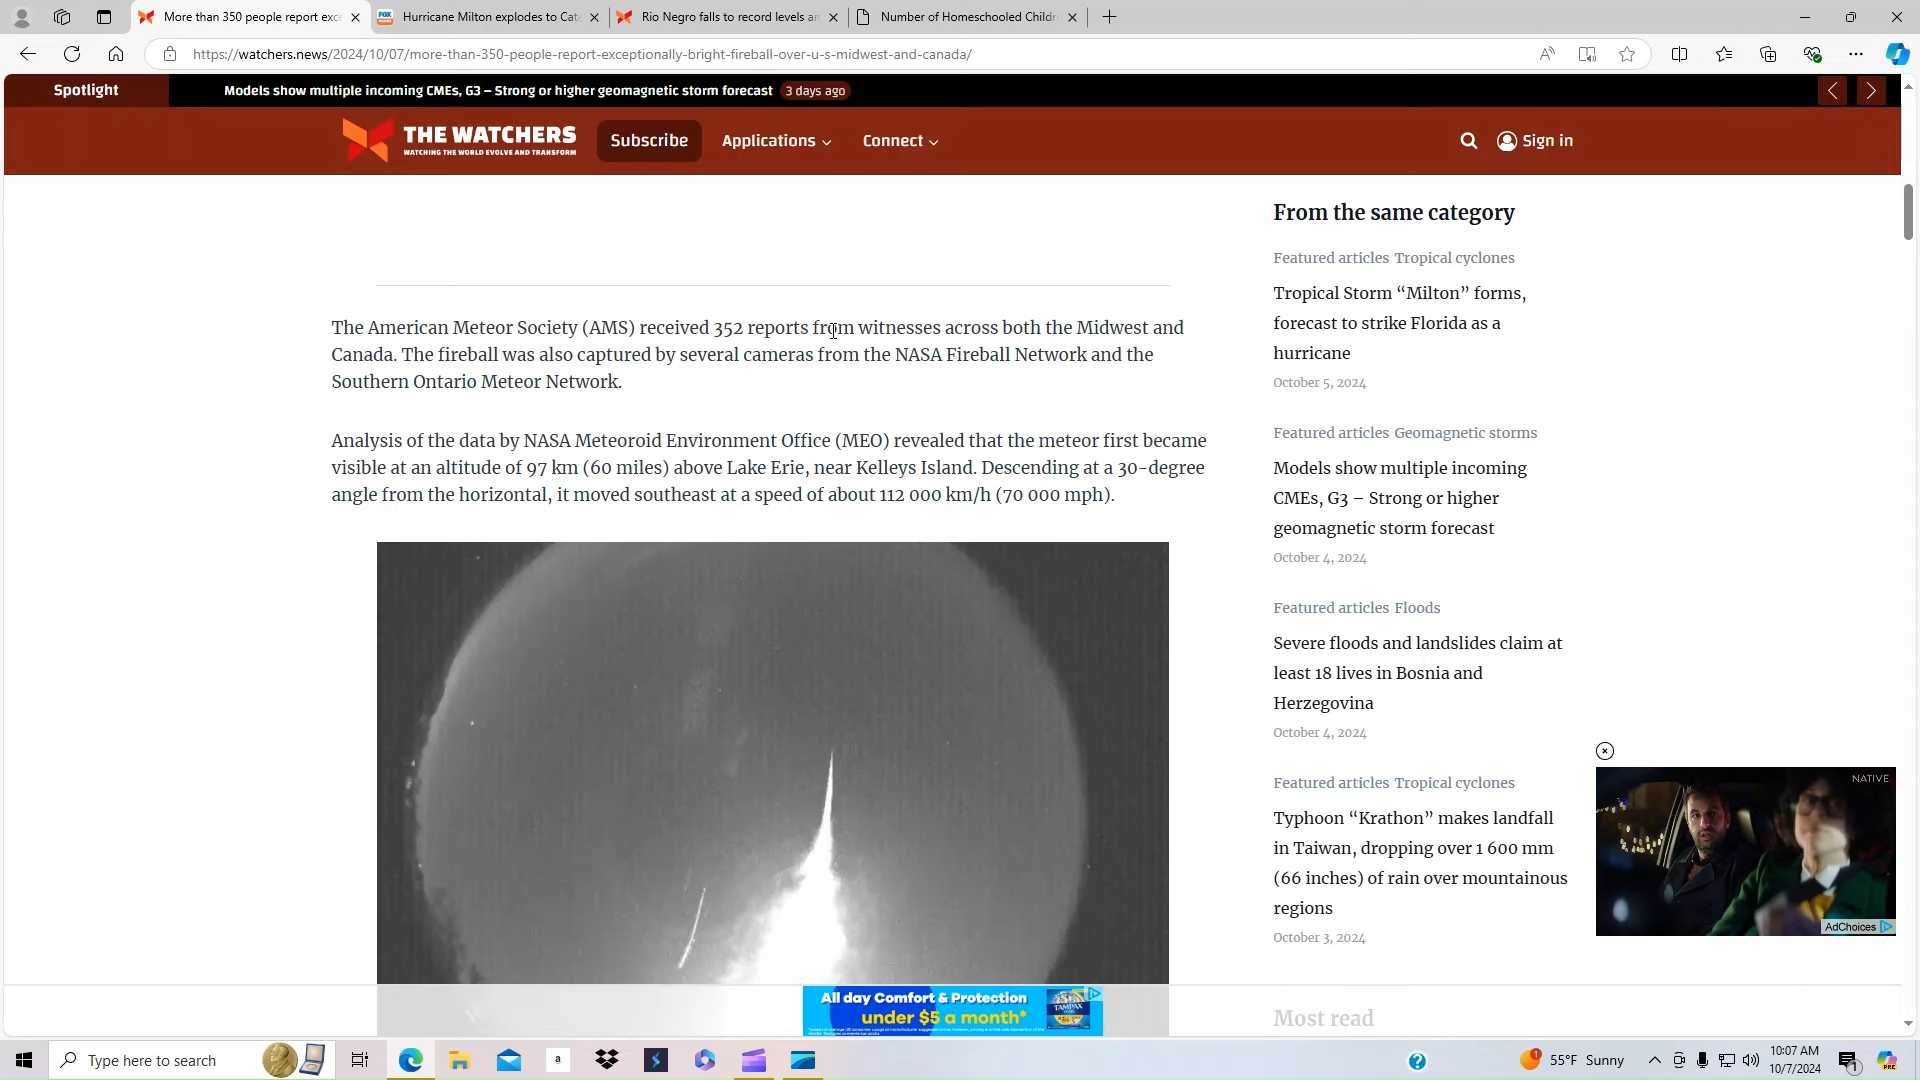 More than 350 people report exc
Hurricane Milton explodes to Cat
Rio Negro falls to record levels a
Number of Homeschooled Childr
https://watchers.news/2024/10/07/more-than-350-people-report-exceptionally-bright-fireball-over-u-s-midwest-and-canada/
Spotlight
Models show multiple incoming CMEs, G3 – Strong or higher geomagnetic storm forecast 3 days ago
THE WATCHERS
WATCHING THE WORLD EVOLVE AND TRANSFORM
Subscribe
Applications
Connect
Sign in
The American Meteor Society (AMS) received 352 reports from witnesses across both the Midwest and
Canada. The fireball was also captured by several cameras from the NASA Fireball Network and the
Southern Ontario Meteor Network.
Analysis of the data by NASA Meteoroid Environment Office (MEO) revealed that the meteor first became
visible at an altitude of 97 km (60 miles) above Lake Erie, near Kelleys Island. Descending at a 30-degree
angle from the horizontal, it moved southeast at a speed of about 112 000 km/h (70 000 mph).
From the same category
Featured articles Tropical cyclones
Tropical Storm “Milton” forms,
forecast to strike Florida as a
hurricane
October 5, 2024
Featured articles Geomagnetic storms
Models show multiple incoming
CMEs, G3 – Strong or higher
geomagnetic storm forecast
October 4, 2024
Featured articles Floods
Severe floods and landslides claim at
least 18 lives in Bosnia and
Herzegovina
October 4, 2024
Featured articles Tropical cyclones
Typhoon “Krathon” makes landfall
in Taiwan, dropping over 1 600 mm
(66 inches) of rain over mountainous
regions
October 3, 2024
Most read
NATIVE
AdChoices
All day Comfort & Protection
under $5 a month*
TAMPAX
Type here to search
55°F Sunny
10:07 AM
10/7/2024